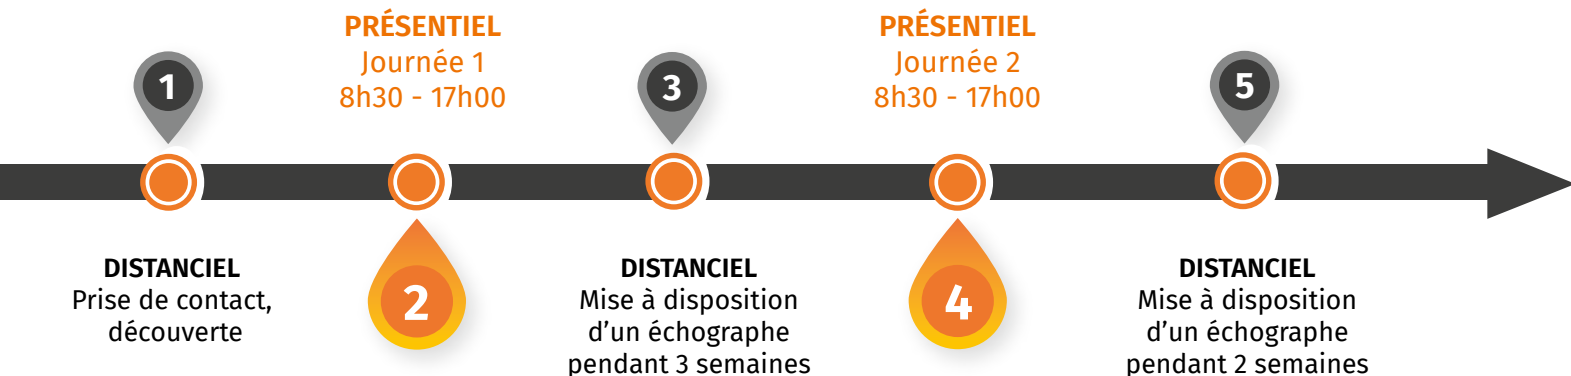 1
DISTANCIEL
Prise de contact,
découverte
PRÉSENTIEL
Journée 1
8h30 - 17h00
2
3
DISTANCIEL
Mise à disposition
d’un échographe
pendant 3 semaines
PRÉSENTIEL
Journée 2
8h30 - 17h00
4
5
DISTANCIEL
Mise à disposition
d’un échographe
pendant 2 semaines